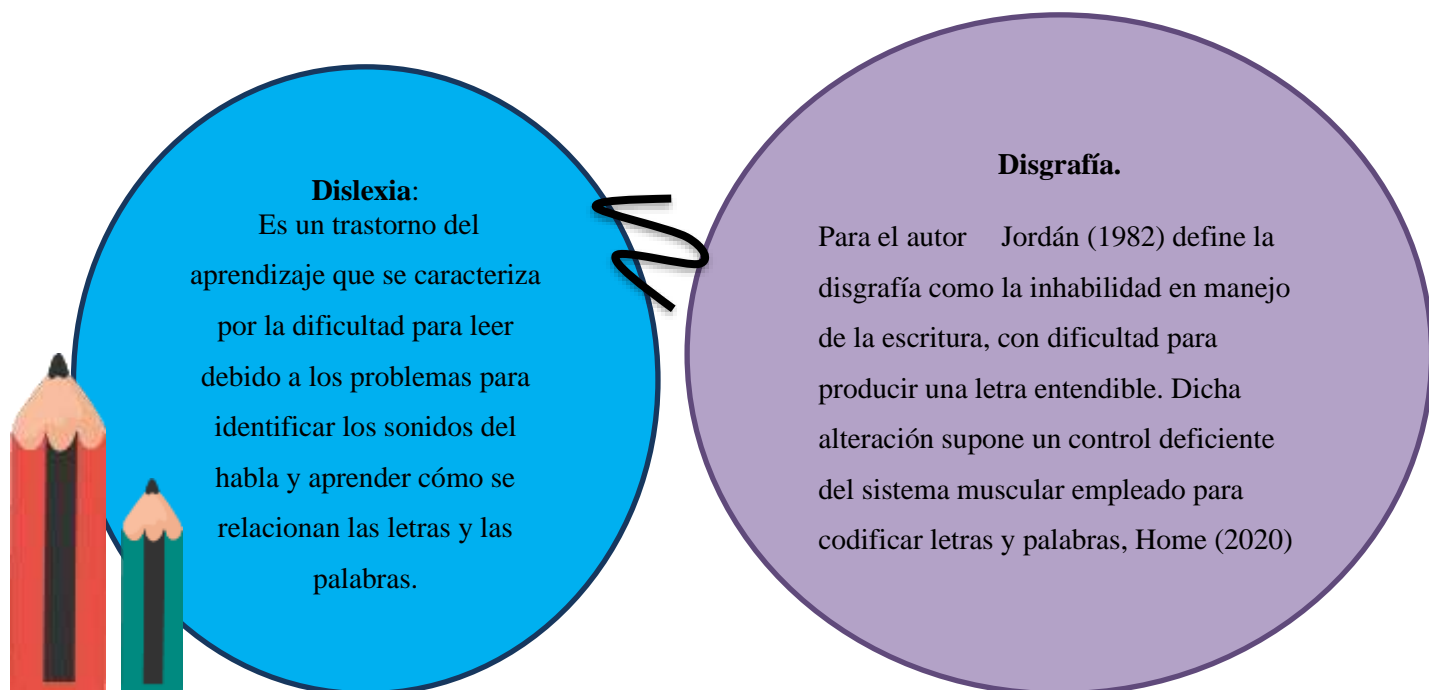 Dislexia:
Es un trastorno del
aprendizaje que se caracteriza
por la dificultad para leer
debido a los problemas para
identificar los sonidos del
habla y aprender cómo se
relacionan las letras y las
palabras.
Disgrafía.
Para el autor Jordán (1982) define la
disgrafía como la inhabilidad en manejo
de la escritura, con dificultad para
producir una letra entendible. Dicha
alteración supone un control deficiente
del sistema muscular empleado para
codificar letras y palabras, Home (2020)